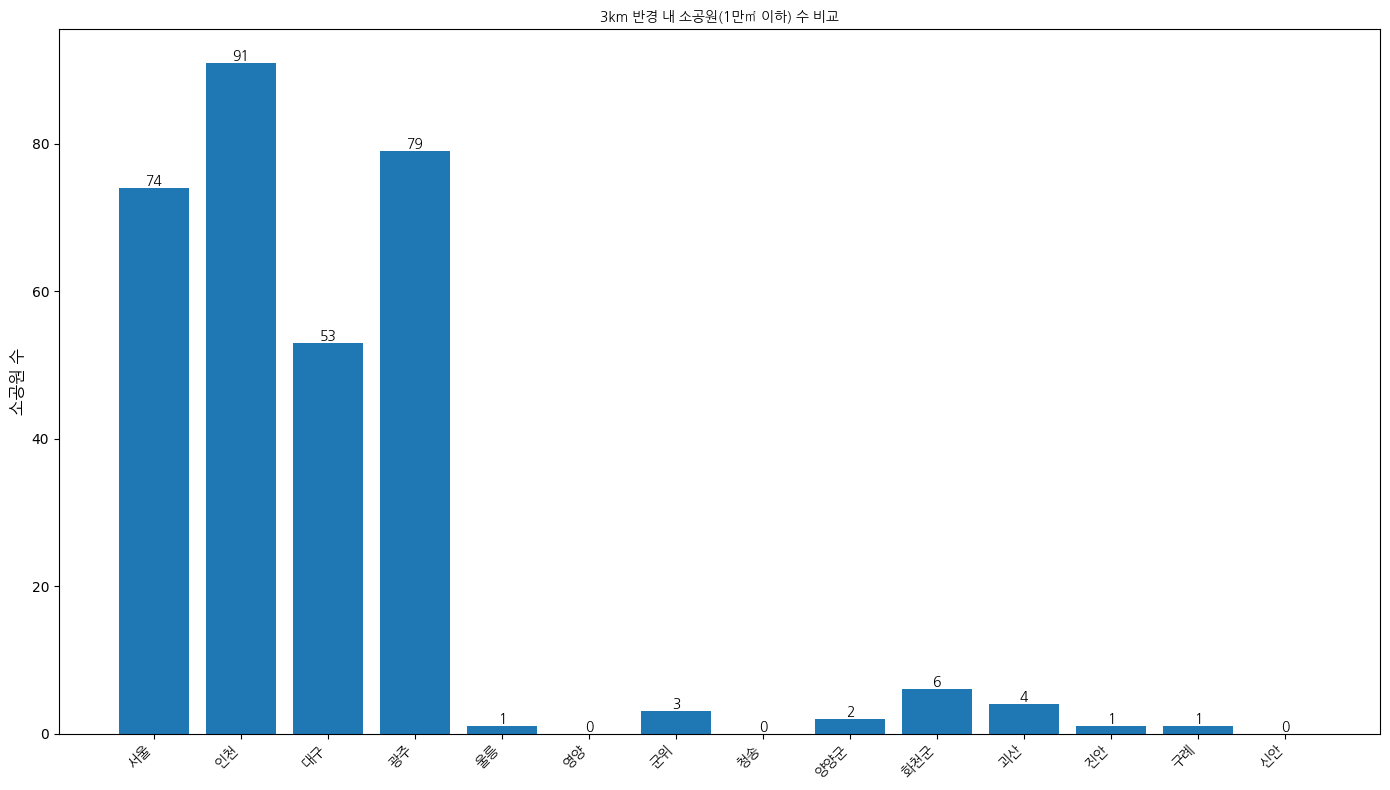 3km 반경 내 소공원(1만㎡ 이하) 수 비교
소공원 수
80
60
40
20
0
74
91
53
79
1
0
3
0
2
6
4
1
1
0
서울
인천
대구
광주
울릉
영양
군위
청송
양양군
화천군
괴산
진안
구례
신안